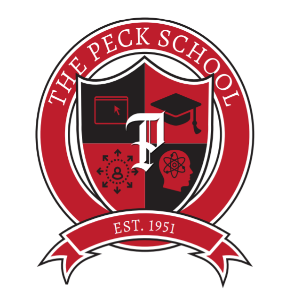 THE PECK SCHOOL
P
EST. 1951